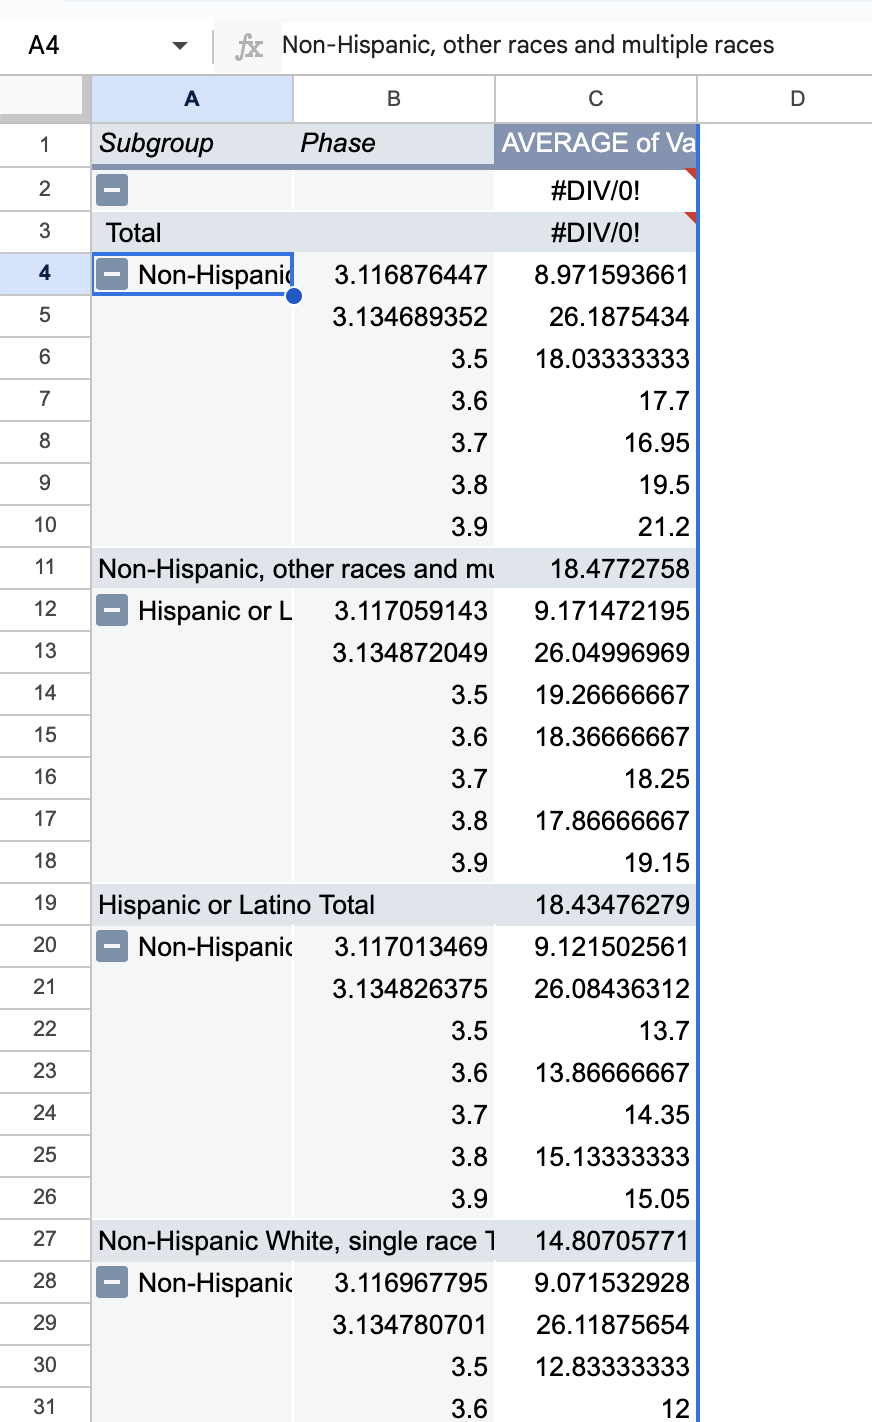 A4 fx Non-Hispanic, other races and multiple races
A B C D
1 Subgroup Phase AVERAGE of Va
2 #DIV/0!
3 Total #DIV/0!
4 Non-Hispanic 3.116876447 8.971593661
5 3.134689352 26.1875434
6 3.5 18.03333333
7 3.6 17.7
8 3.7 16.95
9 3.8 19.5
10 3.9 21.2
11 Non-Hispanic, other races and mu 18.4772758
12 Hispanic or L 3.117059143 9.171472195
13 3.134872049 26.04996969
14 3.5 19.26666667
15 3.6 18.36666667
16 3.7 18.25
17 3.8 17.86666667
18 3.9 19.15
19 Hispanic or Latino Total 18.43476279
20 Non-Hispanic 3.117013469 9.121502561
21 3.134826375 26.08436312
22 3.5 13.7
23 3.6 13.86666667
24 3.7 14.35
25 3.8 15.13333333
26 3.9 15.05
27 Non-Hispanic White, single race T 14.80705771
28 Non-Hispanic 3.116967795 9.071532928
29 3.134780701 26.11875654
30 3.5 12.83333333
31 3.6 12